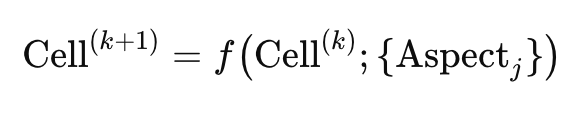 Cell^{(k+1)} = f(Cell^{(k)}; {Aspect_j})